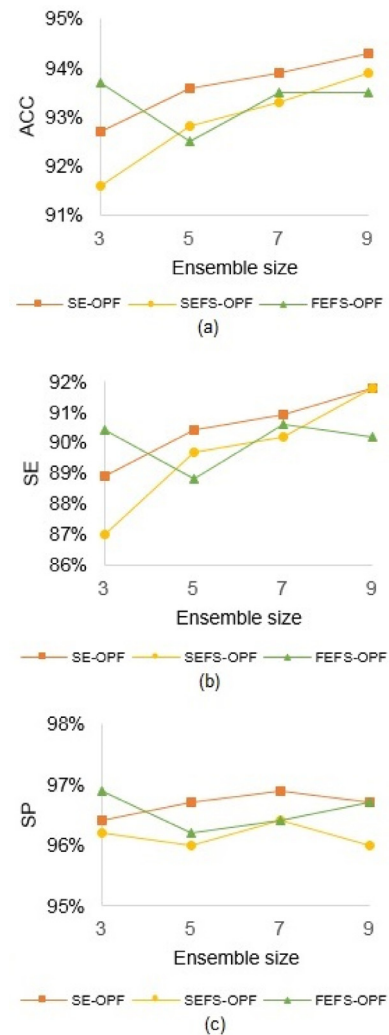 95%
94%
93%
92%
91%
ACC
3 5 7 9
Ensemble size
SE-OPF SEFS-OPF FEFS-OPF
(a)
92%
91%
90%
89%
88%
87%
86%
SE
3 5 7 9
Ensemble size
SE-OPF SEFS-OPF FEFS-OPF
(b)
98%
97%
96%
95%
SP
3 5 7 9
Ensemble size
SE-OPF SEFS-OPF FEFS-OPF
(c)